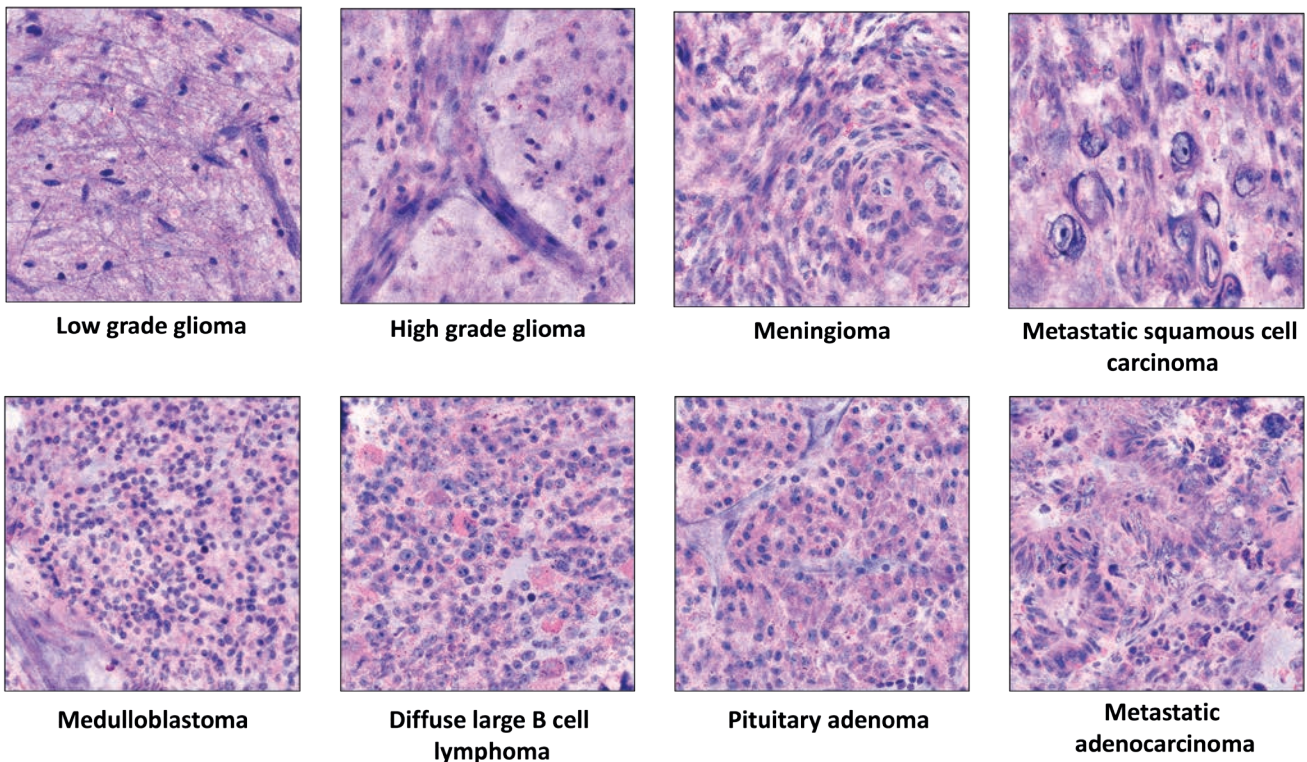 Low grade glioma
High grade glioma
Meningioma
Metastatic squamous cell
carcinoma
Medulloblastoma
Diffuse large B cell
lymphoma
Pituitary adenoma
Metastatic
adenocarcinoma